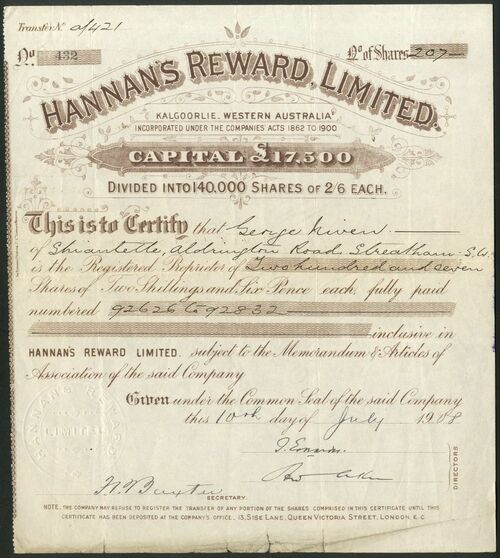 Transfer No a/421
No. 432
No of Shares 207
HANNAN'S REWARD, LIMITED.
KALGOORLIE, WESTERN AUSTRALIA
INCORPORATED UNDER THE COMPANIES ACTS 1862 TO 1900
CAPITAL £17,500
DIVIDED INTO 140,000 SHARES OF 2/6 EACH.
This is to Certify that George Niven
of Shiantelle, Aldrington Road, Streatham. S.W.
is the Registered Proprietor of Two hundred and seven
Shares of Two Shillings and Six Pence each, fully paid
numbered 92626 to 92832
inclusive in
HANNAN'S REWARD LIMITED. subject to the Memorandum & Articles of
Association of the said Company
Given under the Common Seal of the said Company
this 10th day of July 1908
HANNAN'S REWARD
LIMITED
DIRECTORS
SECRETARY.
NOTE. THE COMPANY MAY REFUSE TO REGISTER THE TRANSFER OF ANY PORTION OF THE SHARES COMPRISED IN THIS CERTIFICATE UNTIL THIS
CERTIFICATE HAS BEEN DEPOSITED AT THE COMPANY'S OFFICE, 13, SISE LANE, QUEEN VICTORIA STREET, LONDON. E.C.